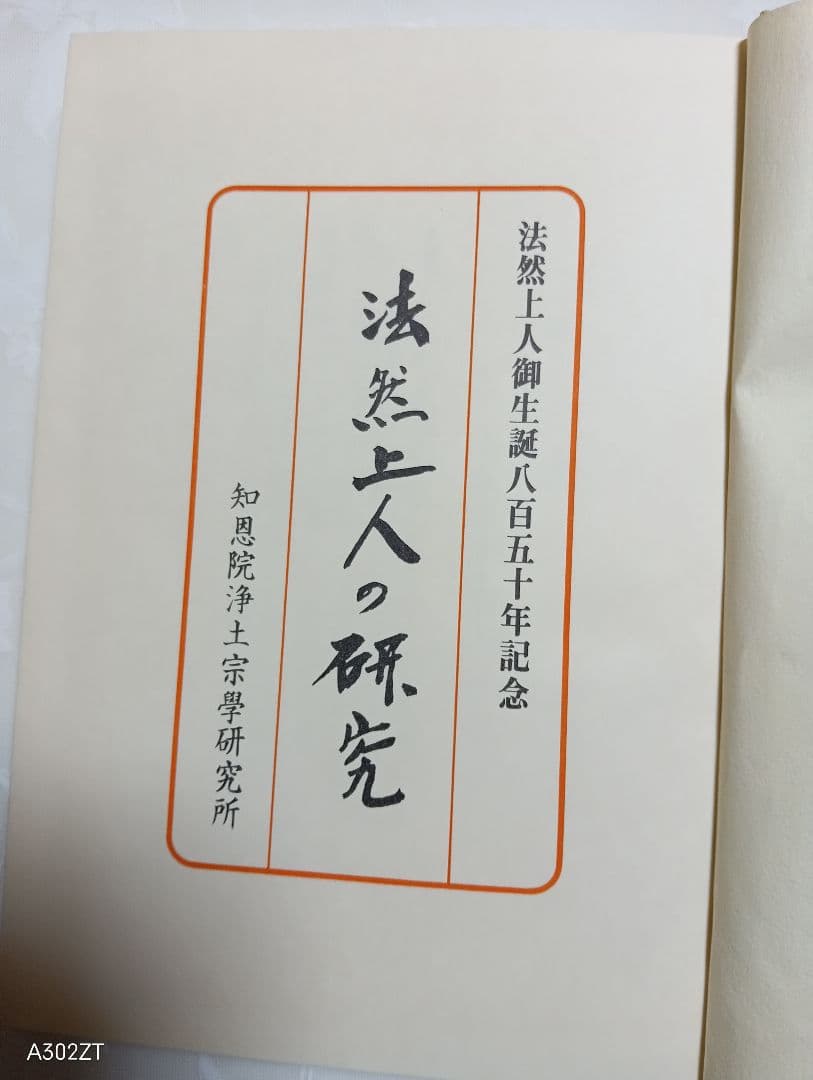 法然上人御生誕八百五十年記念
法然上人の研究
知恩院浄土宗學研究所
A302ZT